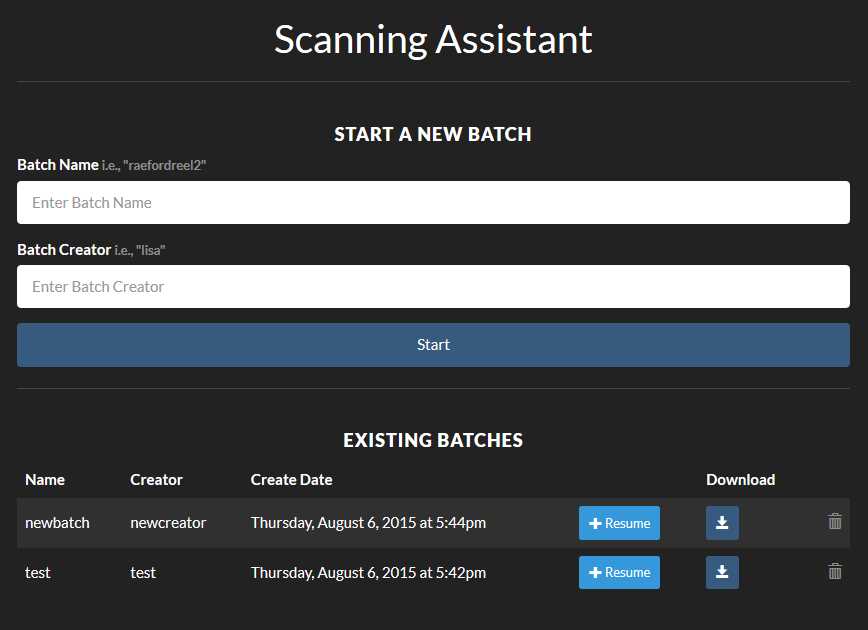 Scanning Assistant
START A NEW BATCH
Batch Name i.e., "raefordreel2"
Enter Batch Name
Batch Creator i.e., "lisa"
Enter Batch Creator
Start
EXISTING BATCHES
Name Creator Create Date Download
newbatch newcreator Thursday, August 6, 2015 at 5:44pm Resume
test test Thursday, August 6, 2015 at 5:42pm Resume